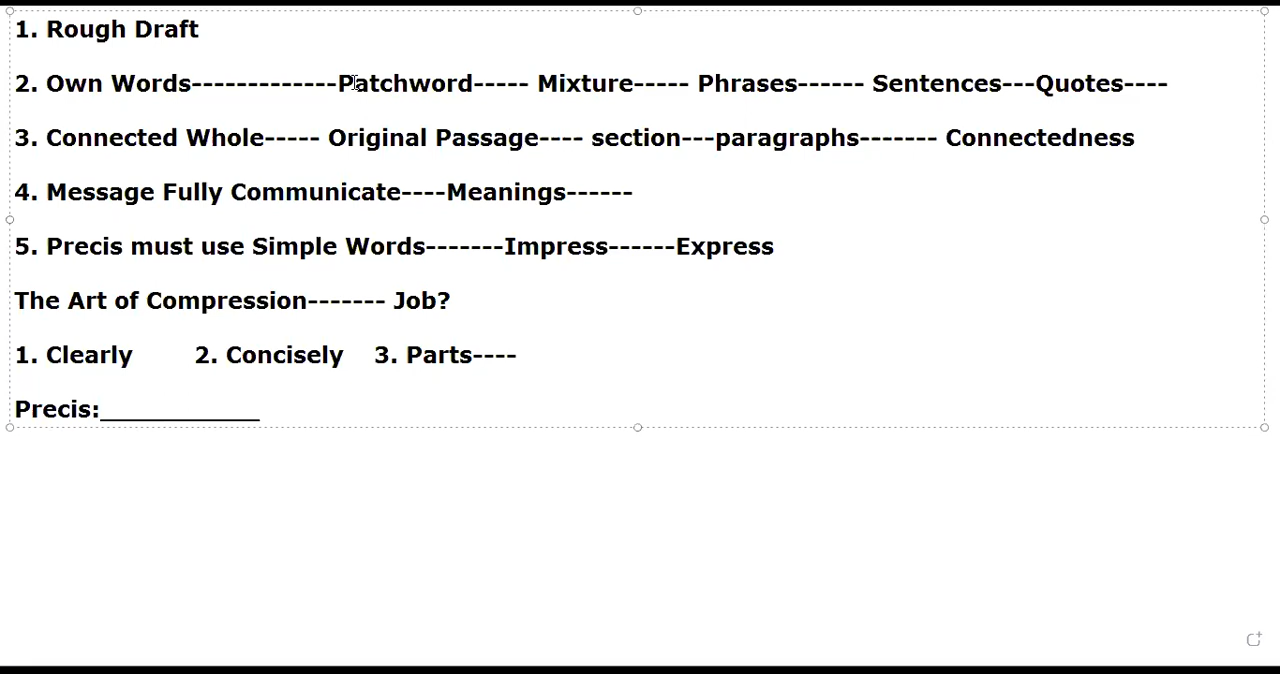 1. Rough Draft
2. Own Words-------------Patchword----- Mixture----- Phrases------ Sentences---Quotes----
3. Connected Whole----- Original Passage---- section---paragraphs------- Connectedness
4. Message Fully Communicate----Meanings------
5. Precis must use Simple Words-------Impress------Express
The Art of Compression------- Job?
1. Clearly 2. Concisely 3. Parts----
Precis:____________